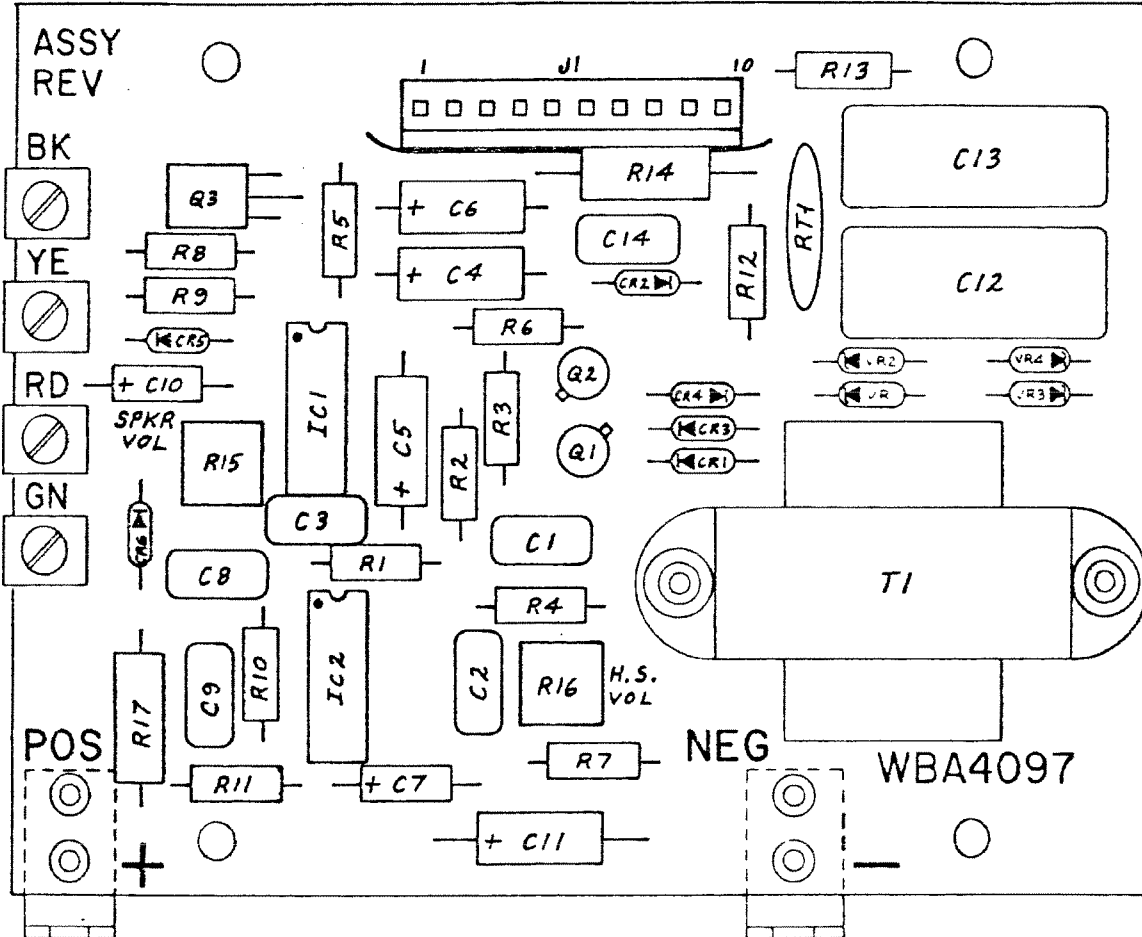 ASSY
REV
1 J1 10
R13
BK
Q3
R5
+ C6
R14
C13
RT1
C14
R8
YE
+ C4
CR2
R12
C12
R9
R6
CR5
VR2
VR4
Q2
RD
+ C10
IC1
CR4
VR
VR3
SPKR
VOL
C5 +
R3
CR3
Q1
R15
R2
CR1
GN
C3
CR6
C1
C8
R1
T1
R4
C9
R10
IC2
C2
R16
H.S.
VOL
R17
POS
NEG
R7
WBA4097
R11
+ C7
+ C11
+
−